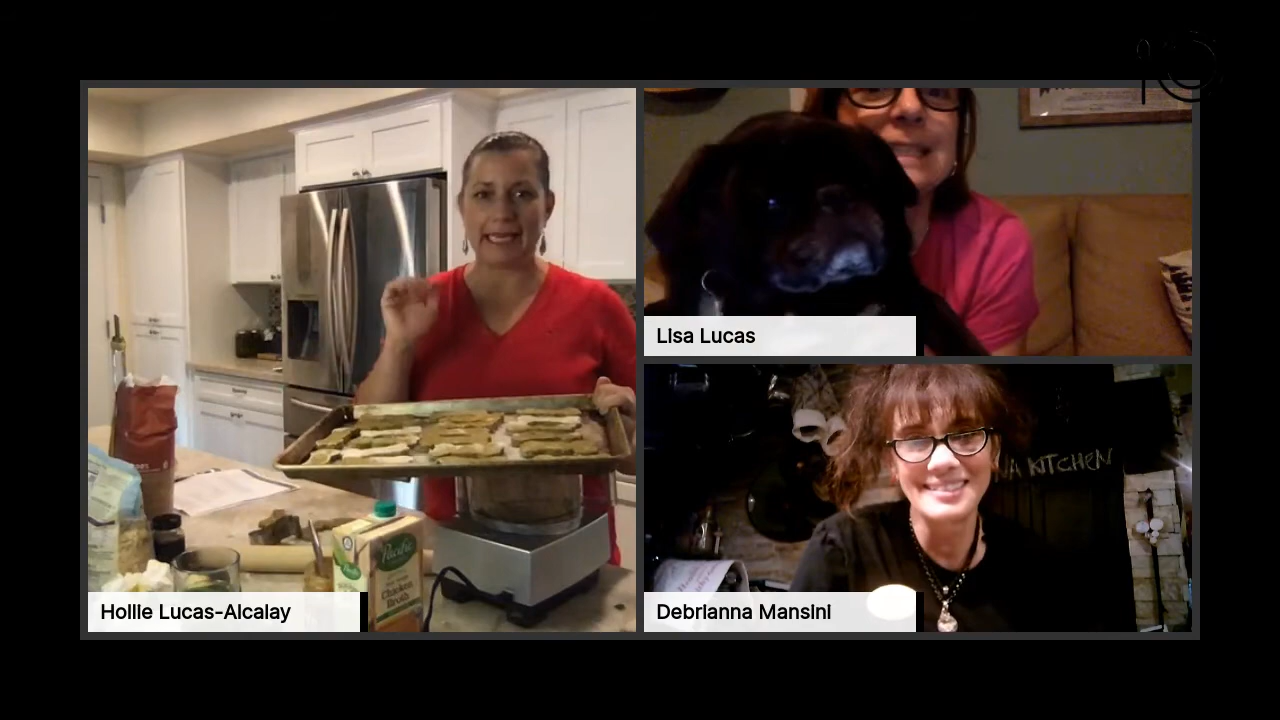 Hollie Lucas-Alcalay
Pacific
Chicken
Broth
Lisa Lucas
Debrianna Mansini
A KITCHEN